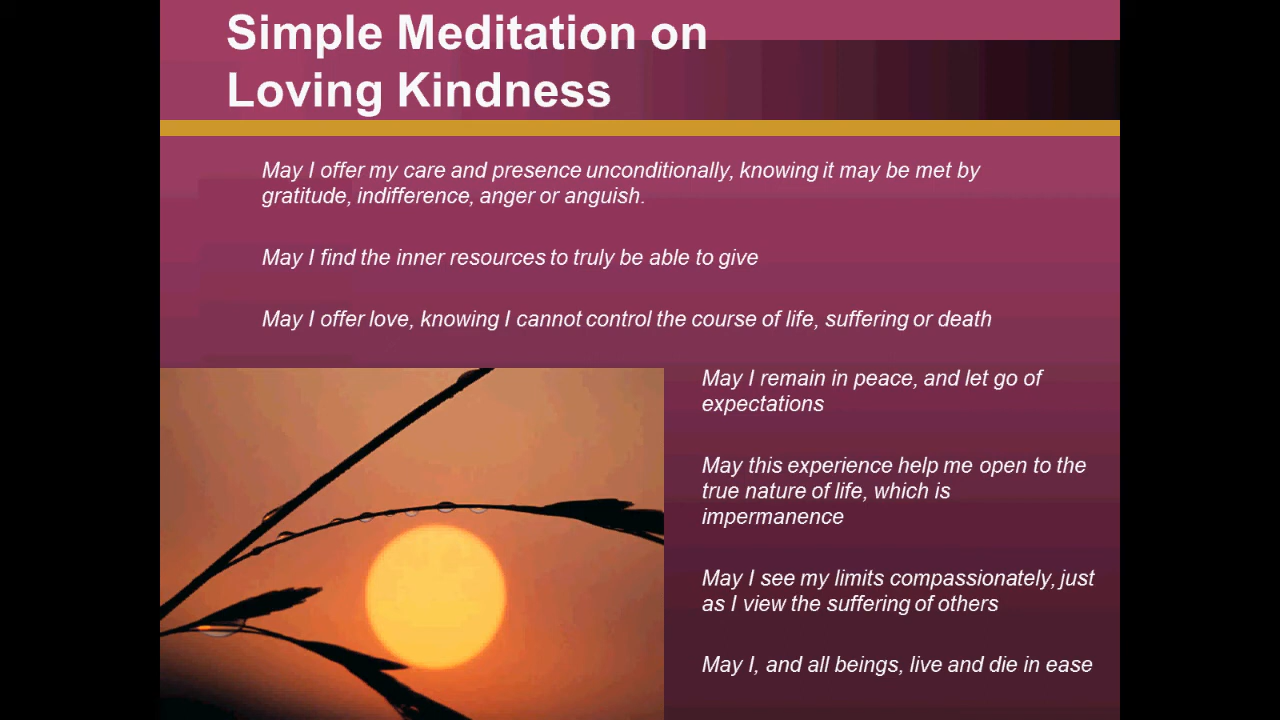 Simple Meditation on
Loving Kindness
May I offer my care and presence unconditionally, knowing it may be met by
gratitude, indifference, anger or anguish.
May I find the inner resources to truly be able to give
May I offer love, knowing I cannot control the course of life, suffering or death
May I remain in peace, and let go of
expectations
May this experience help me open to the
true nature of life, which is
impermanence
May I see my limits compassionately, just
as I view the suffering of others
May I, and all beings, live and die in ease